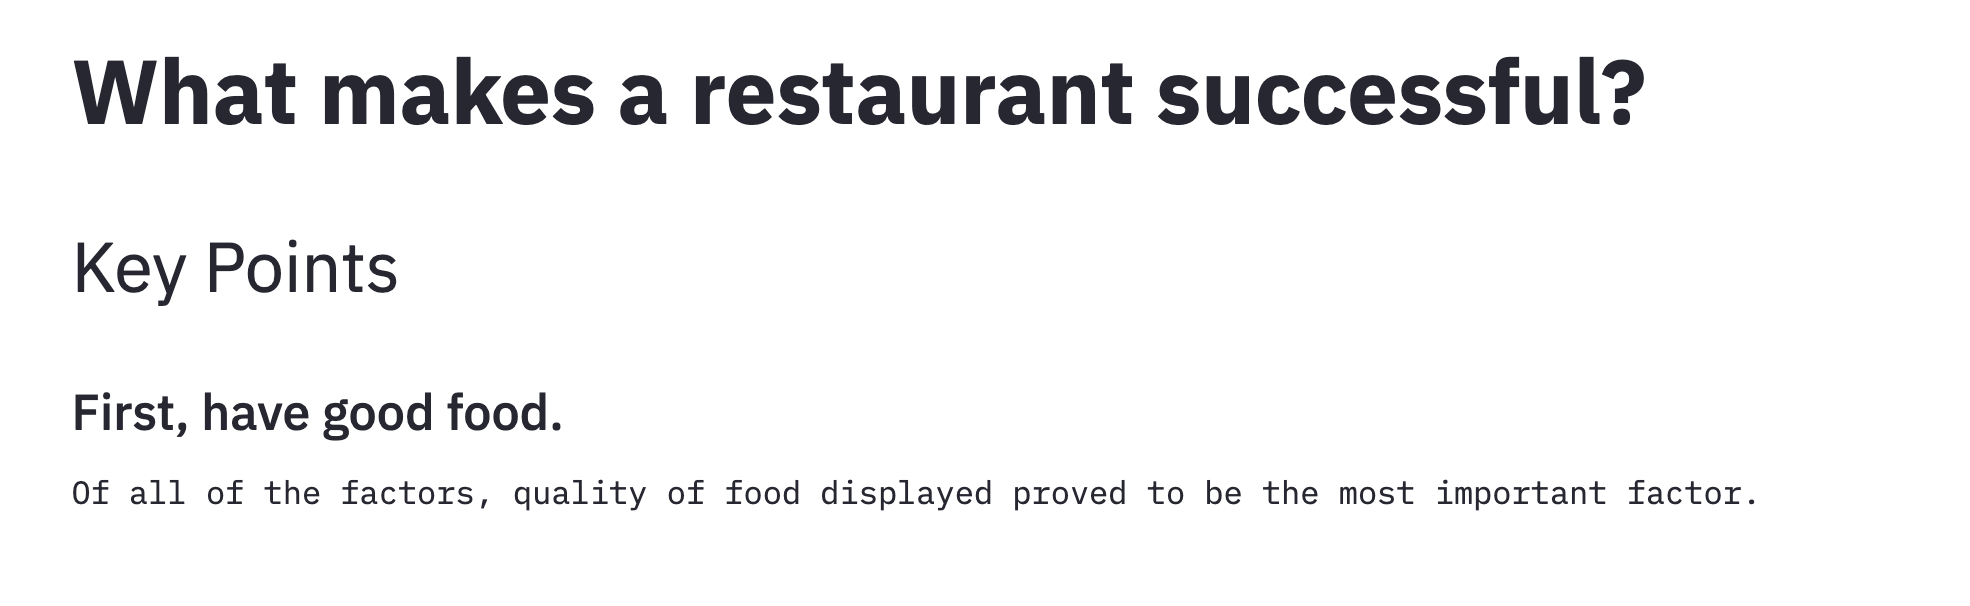 What makes a restaurant successful?
Key Points
First, have good food.
Of all of the factors, quality of food displayed proved to be the most important factor.